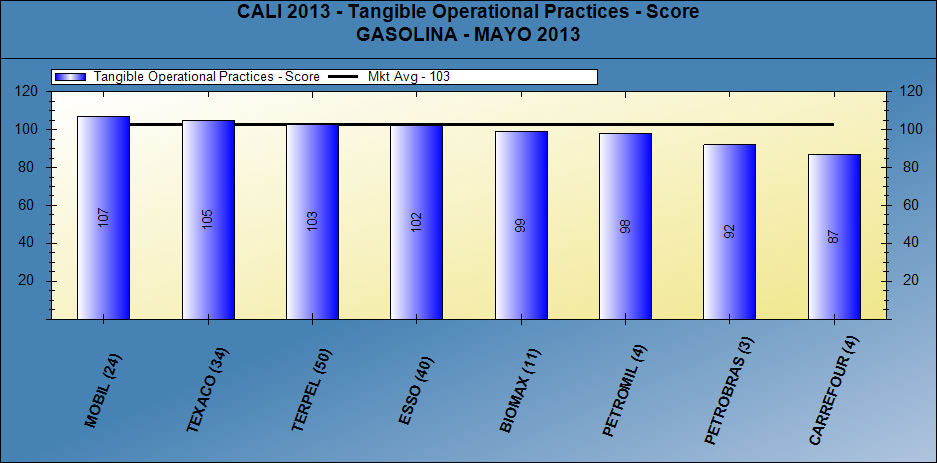 CALI 2013 - Tangible Operational Practices - Score
GASOLINA - MAYO 2013
Tangible Operational Practices - Score
Mkt Avg - 103
120 120
100 100
80 80
60 60
40 40
20 20
107 105 103 102 99 98 92 87
MOBIL (24)
TEXACO (34)
TERPEL (50)
ESSO (40)
BIOMAX (11)
PETROMIL (4)
PETROBRAS (3)
CARREFOUR (4)